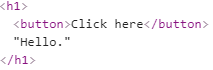 <h1>
<button>Click here</button>
"Hello."
</h1>